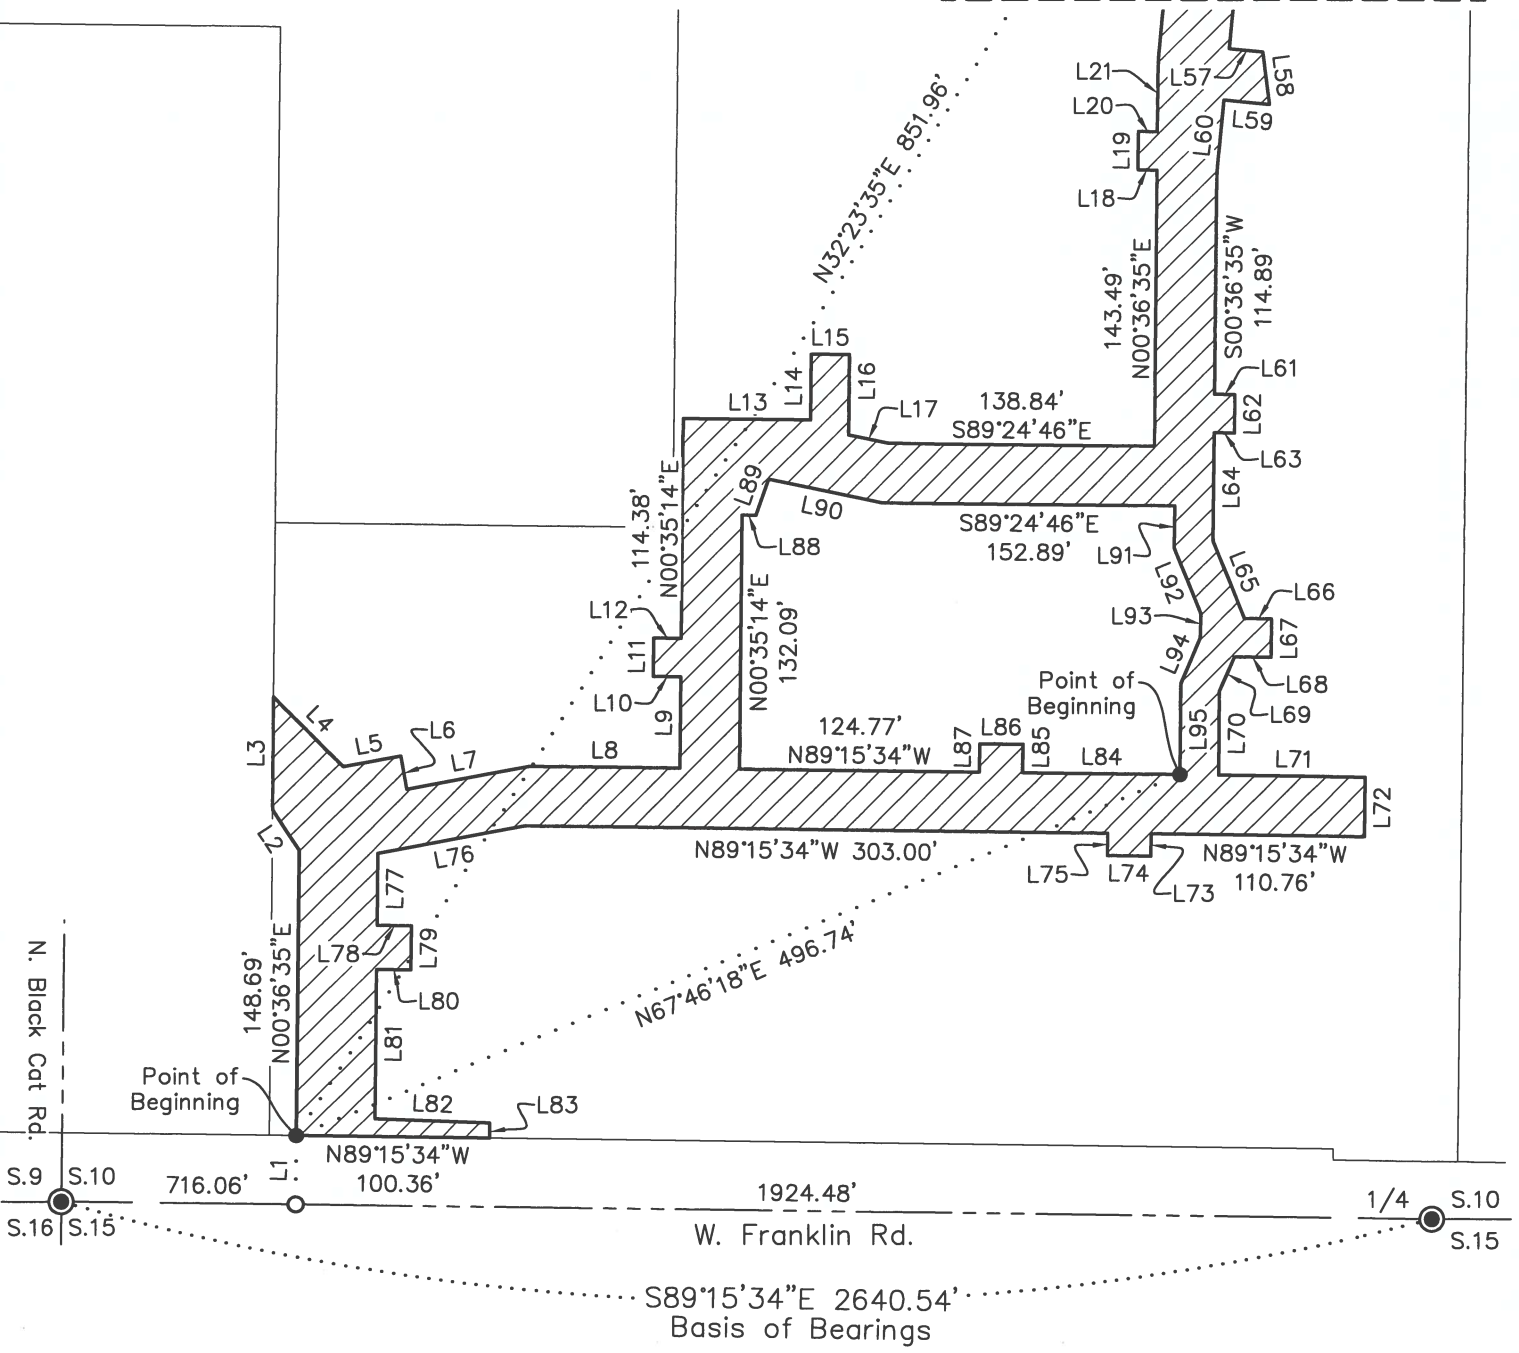 L21
L57
L58
L20
L59
L19
L60
L18
N32°23'35"E 851.96'
143.49'
N00°36'35"E
S00°36'35"W
114.89'
L15
L14
L16
L13
L17
138.84'
S89°24'46"E
L61
L62
L63
L64
114.38'
N00°35'14"E
L89
L90
L88
S89°24'46"E
152.89'
L91
L92
L65
L66
L67
L93
L94
L68
L69
L12
L11
L10
L9
N00°35'14"E
132.09'
Point of
Beginning
L95
L70
L71
L72
L4
L3
L5
L6
L7
L8
L2
124.77'
N89°15'34"W
L87
L86
L85
L84
L76
N89°15'34"W 303.00'
L75
L74
L73
N89°15'34"W
110.76'
L77
L78
L79
L80
L81
N67°46'18"E 496.74'
148.69'
N00°36'35"E
N. Black Cat Rd.
Point of
Beginning
L82
L83
L1
N89°15'34"W
100.36'
S.9
S.10
S.16
S.15
716.06'
1924.48'
W. Franklin Rd.
1/4
S.10
S.15
S89°15'34"E 2640.54'
Basis of Bearings